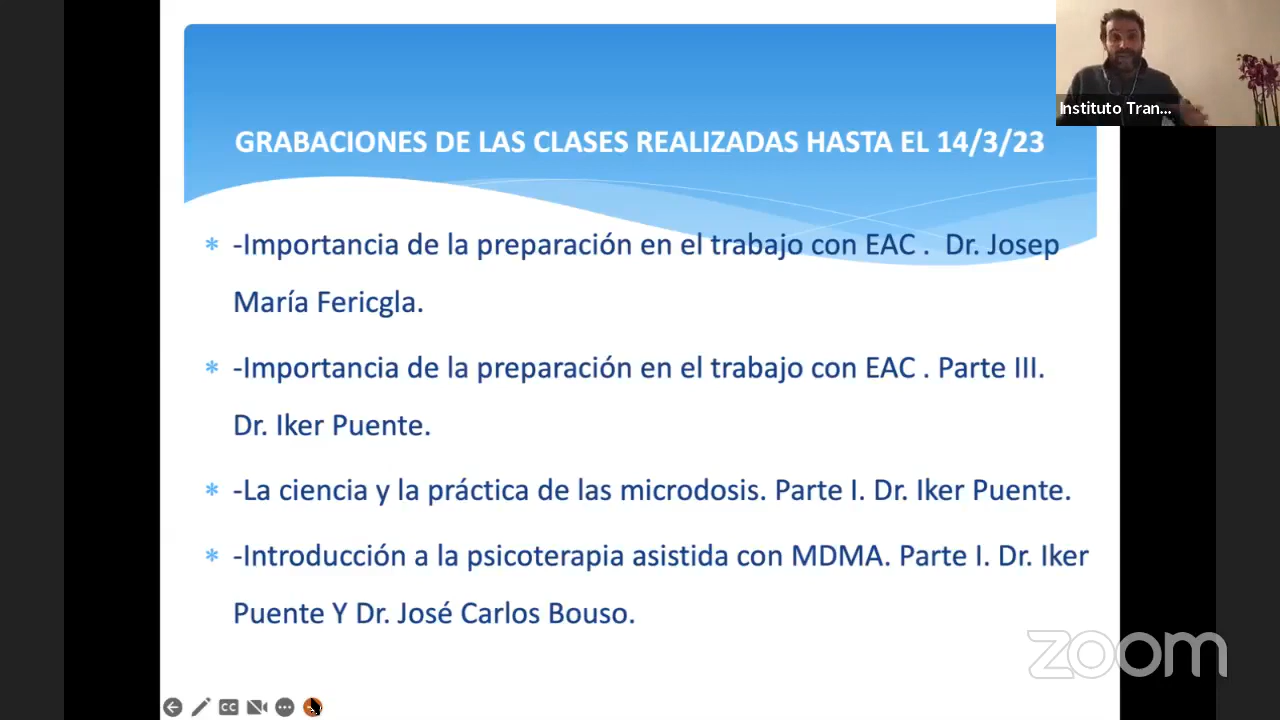 Instituto Tran...
GRABACIONES DE LAS CLASES REALIZADAS HASTA EL 14/3/23
* -Importancia de la preparación en el trabajo con EAC . Dr. Josep
María Fericgla.
* -Importancia de la preparación en el trabajo con EAC . Parte III.
Dr. Iker Puente.
* -La ciencia y la práctica de las microdosis. Parte I. Dr. Iker Puente.
* -Introducción a la psicoterapia asistida con MDMA. Parte I. Dr. Iker
Puente Y Dr. José Carlos Bouso.
zoom
CC